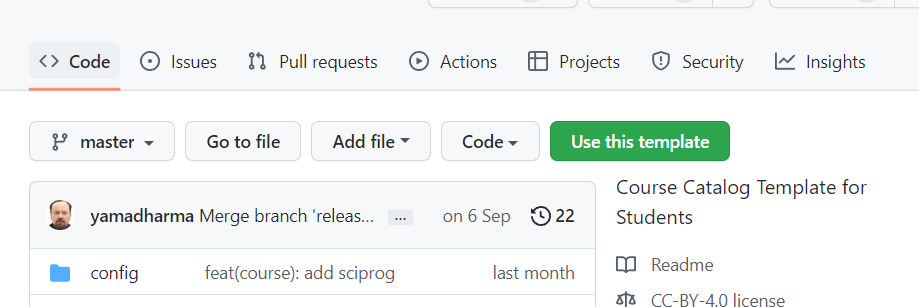 Code Issues Pull requests Actions Projects Security Insights
master Go to file Add file Code Use this template
yamadharma Merge branch 'releas... ... on 6 Sep 22
config feat(course): add sciprog last month
Course Catalog Template for
Students
Readme
CC-BY-4.0 license